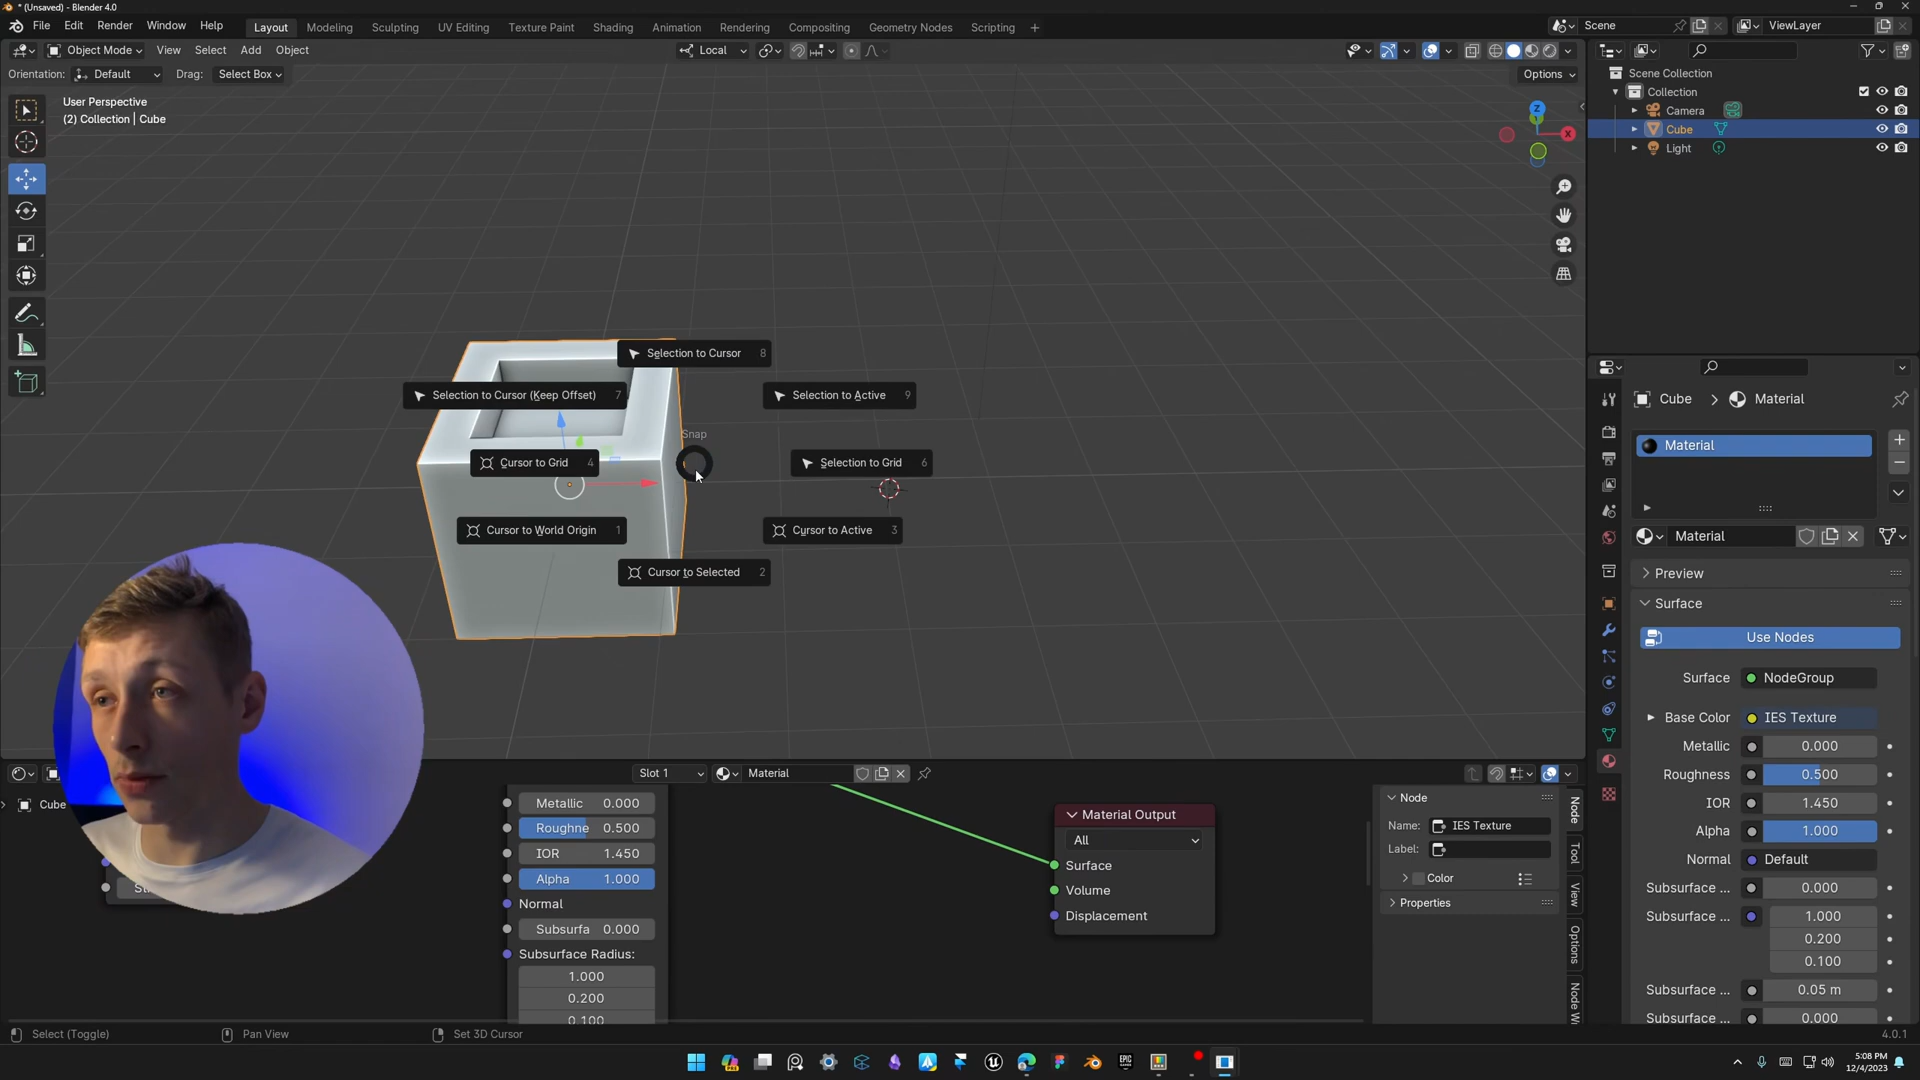 * (Unsaved) - Blender 4.0
File Edit Render Window Help
Layout Modeling Sculpting UV Editing Texture Paint Shading Animation Rendering Compositing Geometry Nodes Scripting +
Scene
ViewLayer
Object Mode View Select Add Object
Local
Orientation: Default Drag: Select Box
Options
User Perspective
(2) Collection | Cube
Z
X
Scene Collection
Collection
Camera
Cube
Light
Selection to Cursor 8
Selection to Cursor (Keep Offset) 7
Selection to Active 9
Snap
Cursor to Grid 4
Selection to Grid 6
Cursor to World Origin 1
Cursor to Active 3
Cursor to Selected 2
Cube > Material
Material
Material
Preview
Surface
Use Nodes
Surface NodeGroup
Base Color IES Texture
Metallic 0.000
Roughness 0.500
IOR 1.450
Alpha 1.000
Normal Default
Subsurface ... 0.000
Subsurface ... 1.000
0.200
0.100
Subsurface ... 0.05 m
Subsurface ... 0.000
Slot 1
Material
Cube
Metallic 0.000
Roughne 0.500
IOR 1.450
Alpha 1.000
Normal
Subsurfa 0.000
Subsurface Radius:
1.000
0.200
0.100
Material Output
All
Surface
Volume
Displacement
Node
Name: IES Texture
Label:
Color
Properties
Node
Tool
View
Options
Node W
Select (Toggle)
Pan View
Set 3D Cursor
4.0.1
5:08 PM
12/4/2023